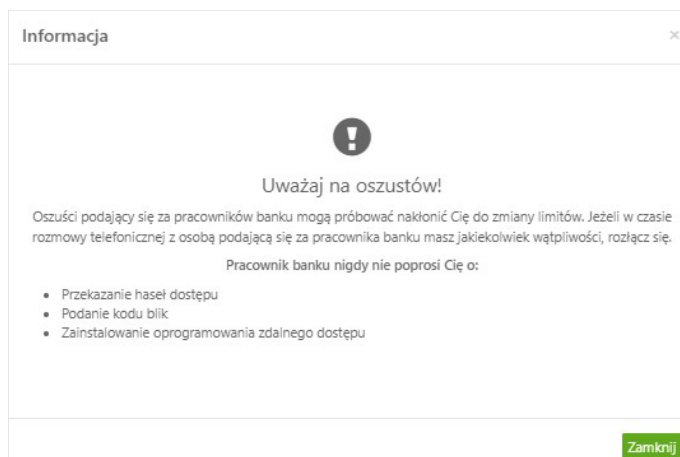 Informacja
Uważaj na oszustów!
Oszuści podający się za pracowników banku mogą próbować nakłonić Cię do zmiany limitów. Jeżeli w czasie
rozmowy telefonicznej z osobą podającą się za pracownika banku masz jakiekolwiek wątpliwości, rozłącz się.
Pracownik banku nigdy nie poprosi Cię o:
• Przekazanie haseł dostępu
• Podanie kodu blik
• Zainstalowanie oprogramowania zdalnego dostępu
Zamknij